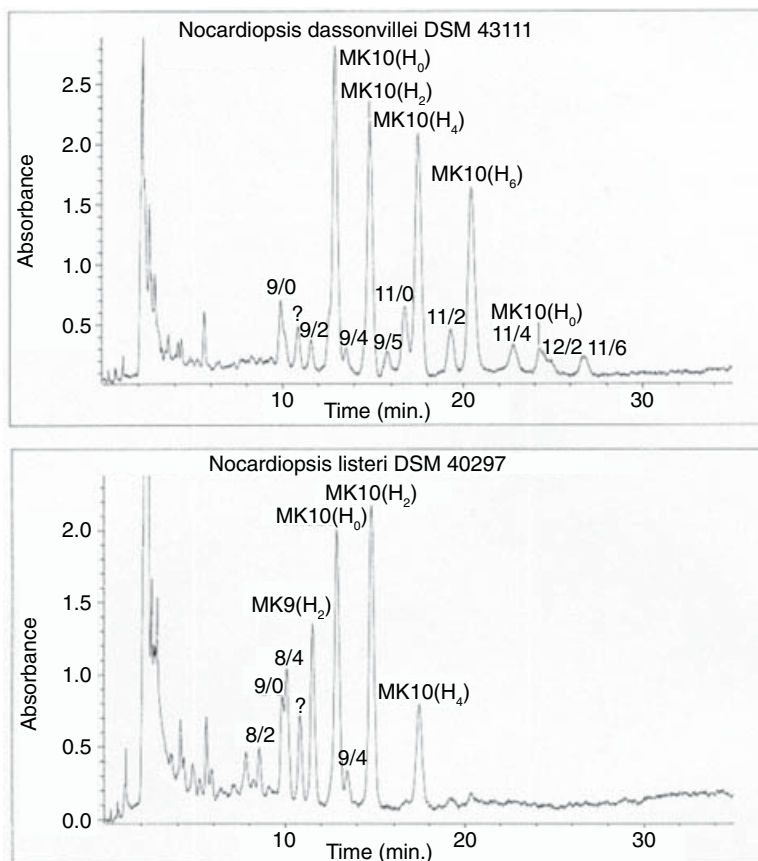 Nocardiopsis dassonvillei DSM 43111
MK10(H₀)
MK10(H₂)
MK10(H₄)
MK10(H₆)
MK10(H₀)
9/0
?
9/2
9/4
9/5
11/0
11/2
11/4
12/2
11/6
Absorbance
2.5
2.0
1.5
1.0
0.5
10
20
30
Time (min.)
Nocardiopsis listeri DSM 40297
MK10(H₂)
MK10(H₀)
MK9(H₂)
8/4
9/0
?
8/2
9/4
MK10(H₄)
Absorbance
2.0
1.5
1.0
0.5
0.0
10
20
30
Time (min.)